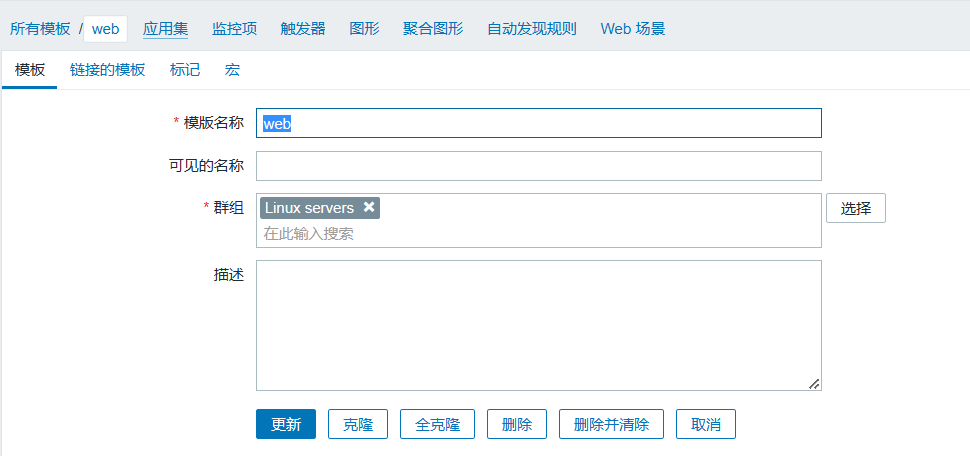 所有模板 / web 应用集 监控项 触发器 图形 聚合图形 自动发现规则 Web 场景
模板 链接的模板 标记 宏
* 模版名称 web
可见的名称
* 群组 Linux servers ✖ 选择
在此输入搜索
描述
更新 克隆 全克隆 删除 删除并清除 取消